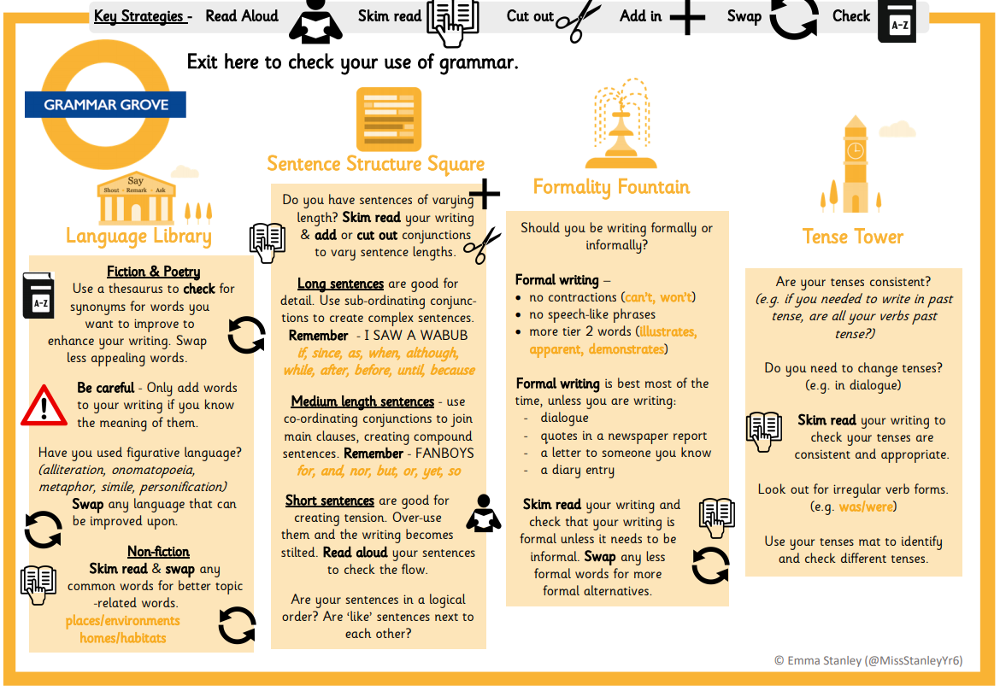 Key Strategies - Read Aloud Skim read Cut out Add in Swap Check
A-Z
Exit here to check your use of grammar.
GRAMMAR GROVE
Say
Shout - Remark - Ask
Language Library
Fiction & Poetry
Use a thesaurus to check for
synonyms for words you
want to improve to
enhance your writing. Swap
less appealing words.
A-Z
Be careful - Only add words
to your writing if you know
the meaning of them.
Have you used figurative language?
(alliteration, onomatopoeia,
metaphor, simile, personification)
Swap any language that can
be improved upon.
Non-fiction
Skim read & swap any
common words for better topic
-related words.
places/environments
homes/habitats
Sentence Structure Square
Do you have sentences of varying
length? Skim read your writing
& add or cut out conjunctions
to vary sentence lengths.
Long sentences are good for
detail. Use sub-ordinating conjunc-
tions to create complex sentences.
Remember - I SAW A WABUB
if, since, as, when, although,
while, after, before, until, because
Medium length sentences - use
co-ordinating conjunctions to join
main clauses, creating compound
sentences. Remember - FANBOYS
for, and, nor, but, or, yet, so
Short sentences are good for
creating tension. Over-use
them and the writing becomes
stilted. Read aloud your sentences
to check the flow.
Are your sentences in a logical
order? Are ‘like’ sentences next to
each other?
Formality Fountain
Should you be writing formally or
informally?
Formal writing –
• no contractions (can’t, won’t)
• no speech-like phrases
• more tier 2 words (illustrates,
apparent, demonstrates)
Formal writing is best most of the
time, unless you are writing:
- dialogue
- quotes in a newspaper report
- a letter to someone you know
- a diary entry
Skim read your writing and
check that your writing is
formal unless it needs to be
informal. Swap any less
formal words for more
formal alternatives.
Tense Tower
Are your tenses consistent?
(e.g. if you needed to write in past
tense, are all your verbs past
tense?)
Do you need to change tenses?
(e.g. in dialogue)
Skim read your writing to
check your tenses are
consistent and appropriate.
Look out for irregular verb forms.
(e.g. was/were)
Use your tenses mat to identify
and check different tenses.
© Emma Stanley (@MissStanleyYr6)